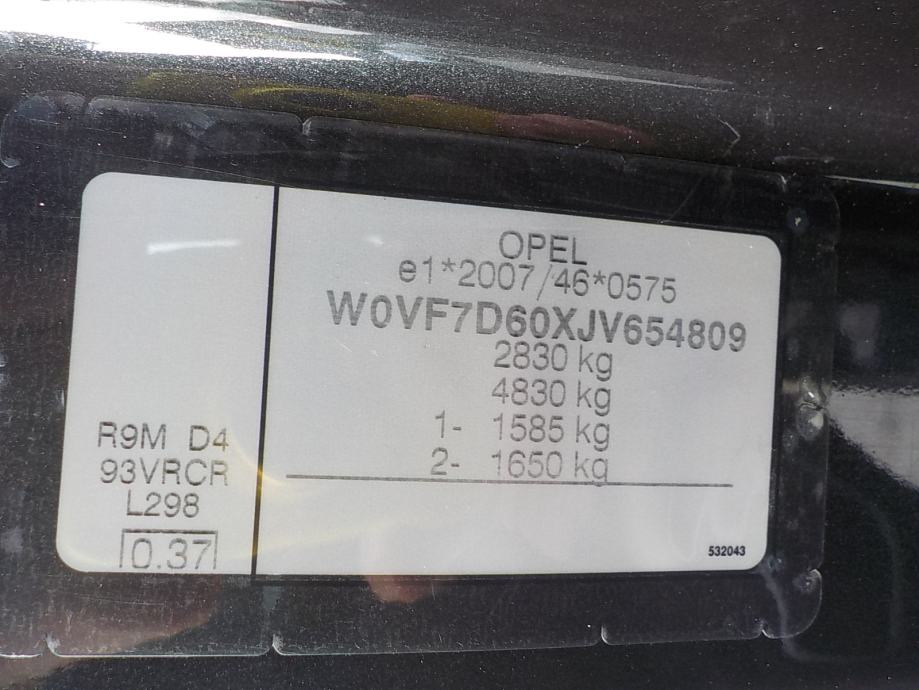 OPEL
e1*2007/46*0575
W0VF7D60XJV654809
2830 kg
4830 kg
1- 1585 kg
2- 1650 kg
R9M D4
93VRCR
L298
0.37
532043